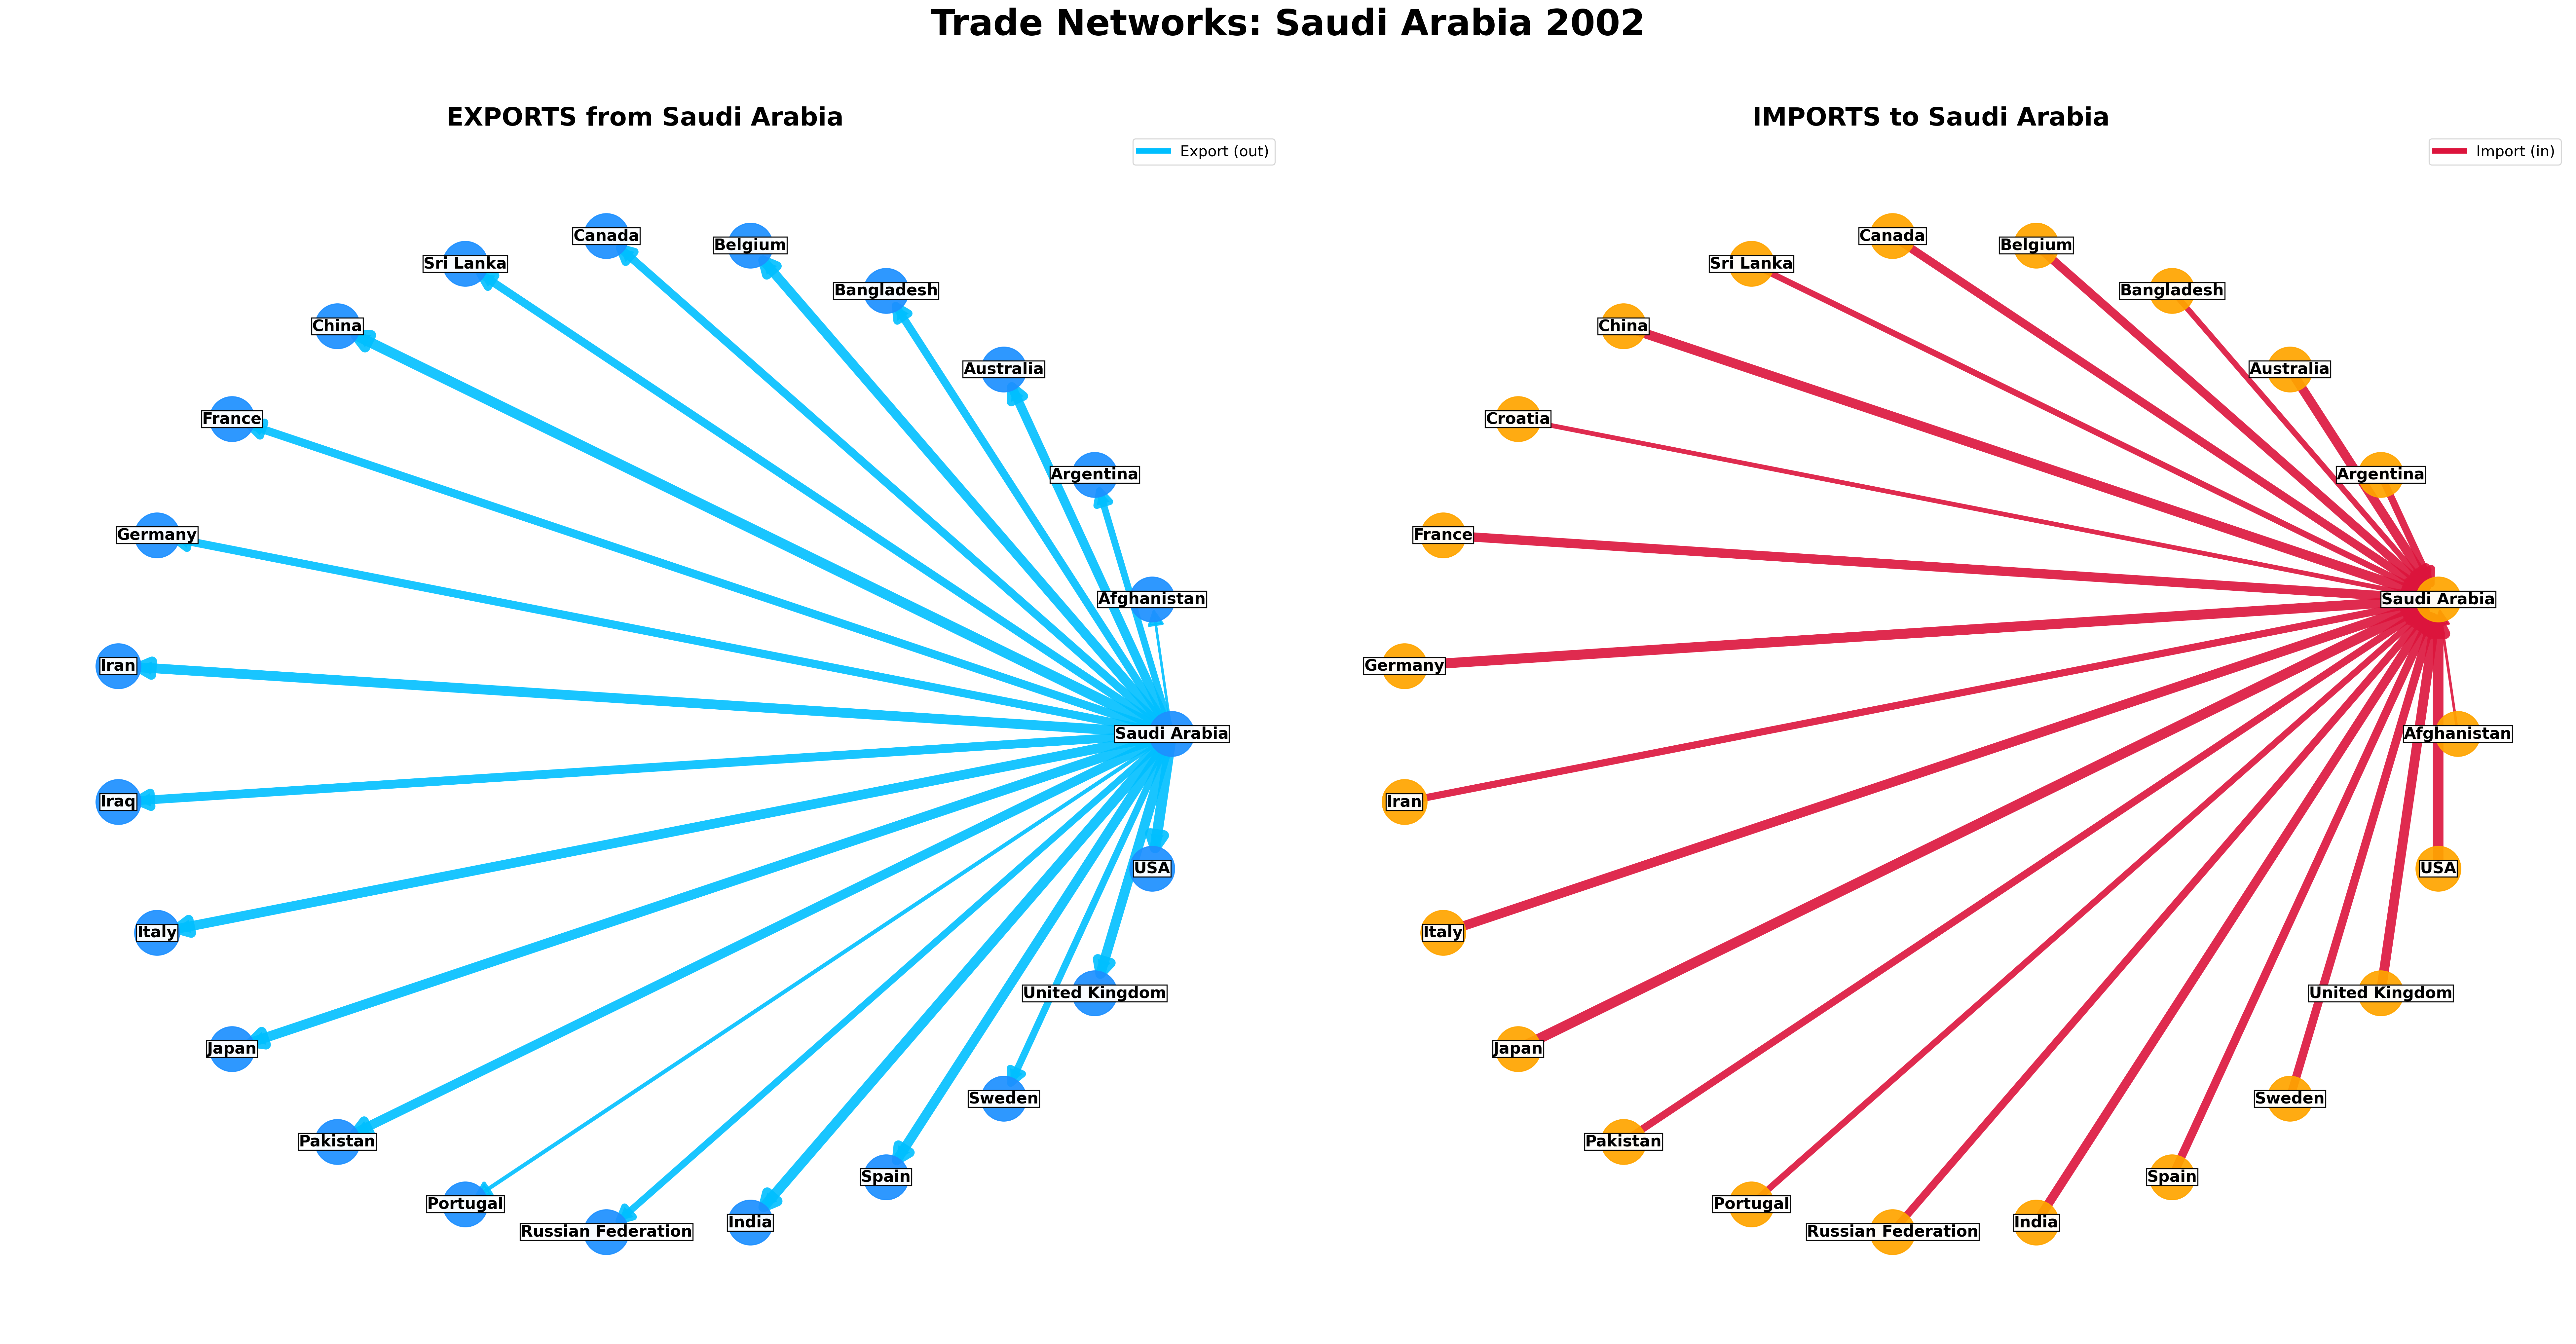 Trade Networks: Saudi Arabia 2002
EXPORTS from Saudi Arabia
Export (out)
Canada
Belgium
Sri Lanka
Bangladesh
China
Australia
France
Argentina
Germany
Afghanistan
Iran
Saudi Arabia
Iraq
USA
Italy
United Kingdom
Japan
Sweden
Pakistan
Spain
Portugal
India
Russian Federation
IMPORTS to Saudi Arabia
Import (in)
Canada
Belgium
Sri Lanka
Bangladesh
China
Australia
Croatia
Argentina
France
Saudi Arabia
Germany
Afghanistan
Iran
USA
Italy
United Kingdom
Japan
Sweden
Pakistan
Spain
Portugal
India
Russian Federation